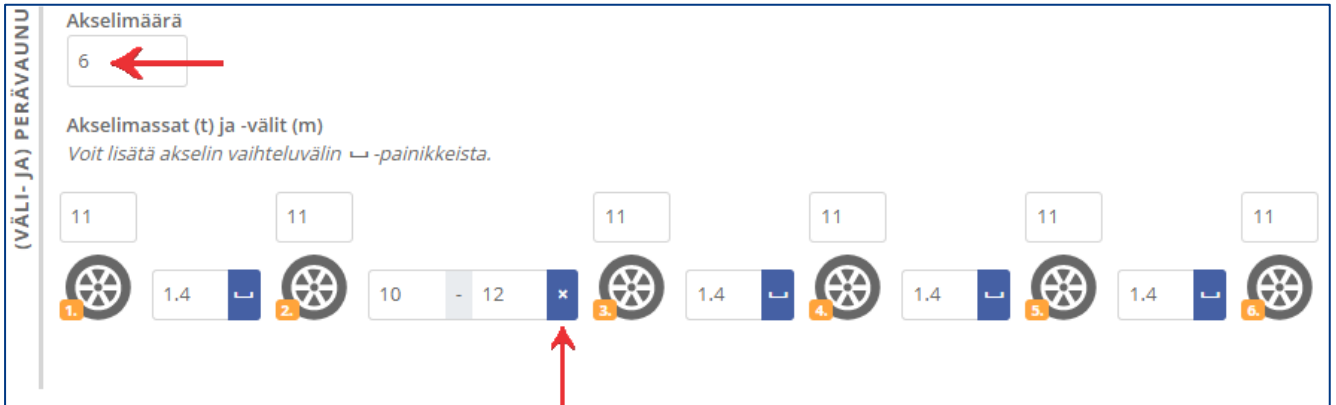 (VÄLI- JA) PERÄVAUNU
Akselimäärä
6
Akselimassat (t) ja -välit (m)
Voit lisätä akselin vaihteluvälin ⎵ -painikkeista.
11 11 11 11 11 11
1.4 10 - 12 × 1.4 1.4 1.4
1. 2. 3. 4. 5. 6.